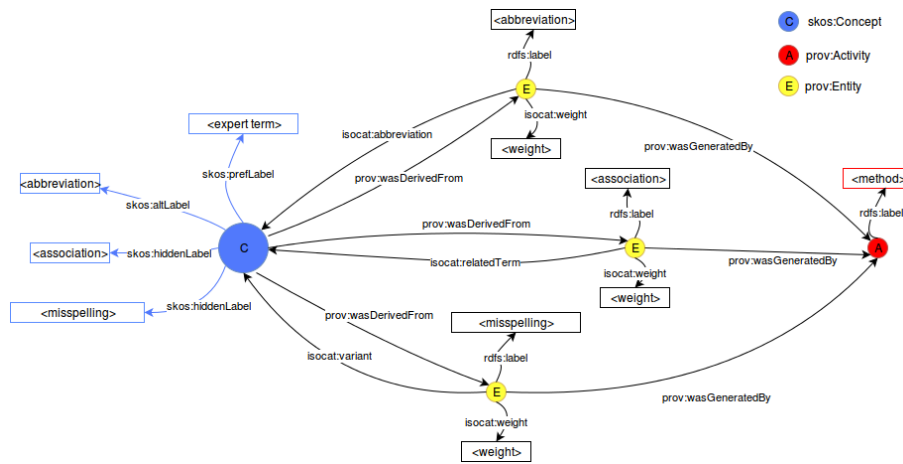 <abbreviation>
C skos:Concept
rdfs:label
A prov:Activity
E
E prov:Entity
isocat:weight
<expert term>
isocat:abbreviation
<weight>
prov:wasGeneratedBy
skos:prefLabel
prov:wasDerivedFrom
<abbreviation>
<association>
<method>
skos:altLabel
rdfs:label
rdfs:label
prov:wasDerivedFrom
C
E
A
<association>
skos:hiddenLabel
isocat:relatedTerm
prov:wasGeneratedBy
isocat:weight
skos:hiddenLabel
<weight>
<misspelling>
prov:wasDerivedFrom
<misspelling>
isocat:variant
rdfs:label
E
prov:wasGeneratedBy
isocat:weight
<weight>